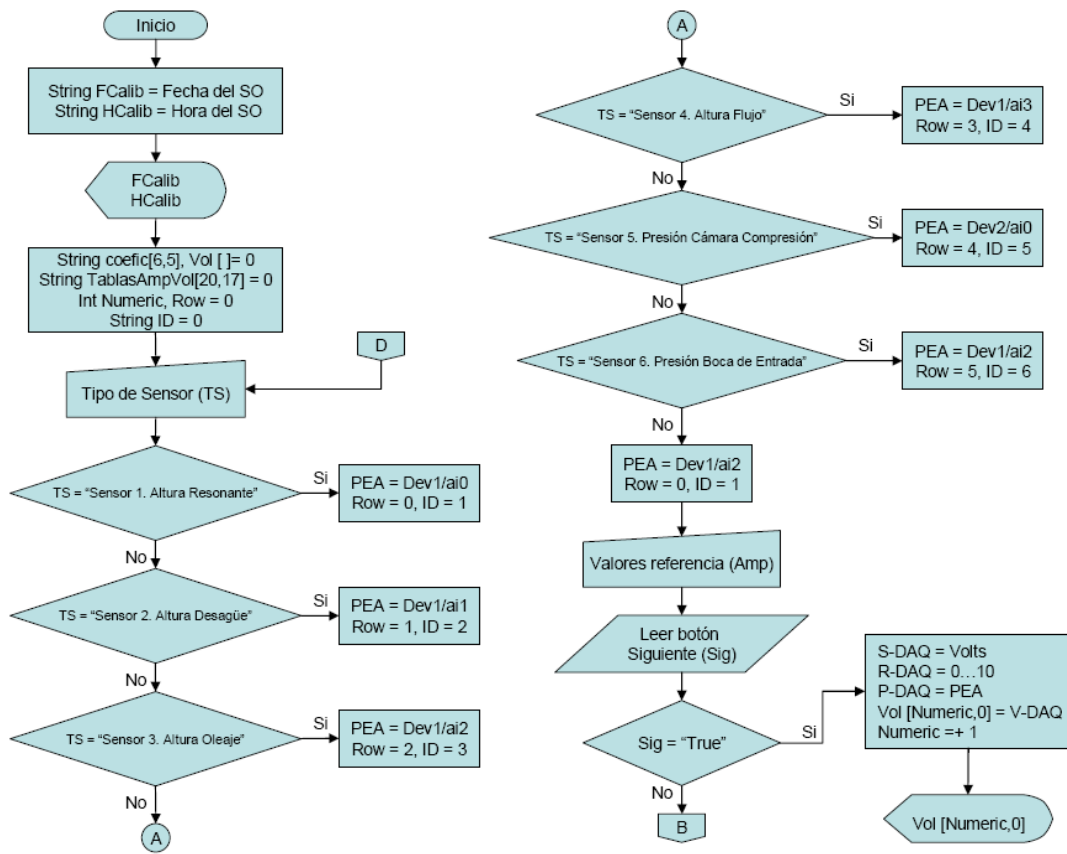 Inicio
String FCalib = Fecha del SO
String HCalib = Hora del SO
FCalib
HCalib
String coefic[6,5], Vol [ ]= 0
String TablasAmpVol[20,17] = 0
Int Numeric, Row = 0
String ID = 0
D
Tipo de Sensor (TS)
TS = “Sensor 1. Altura Resonante”
Si
PEA = Dev1/ai0
Row = 0, ID = 1
No
TS = “Sensor 2. Altura Desagüe”
Si
PEA = Dev1/ai1
Row = 1, ID = 2
No
TS = “Sensor 3. Altura Oleaje”
Si
PEA = Dev1/ai2
Row = 2, ID = 3
No
A
A
TS = “Sensor 4. Altura Flujo”
Si
PEA = Dev1/ai3
Row = 3, ID = 4
No
TS = “Sensor 5. Presión Cámara Compresión”
Si
PEA = Dev2/ai0
Row = 4, ID = 5
No
TS = “Sensor 6. Presión Boca de Entrada”
Si
PEA = Dev1/ai2
Row = 5, ID = 6
No
PEA = Dev1/ai2
Row = 0, ID = 1
Valores referencia (Amp)
Leer botón
Siguiente (Sig)
Sig = “True”
Si
S-DAQ = Volts
R-DAQ = 0…10
P-DAQ = PEA
Vol [Numeric,0] = V-DAQ
Numeric =+ 1
Vol [Numeric,0]
No
B